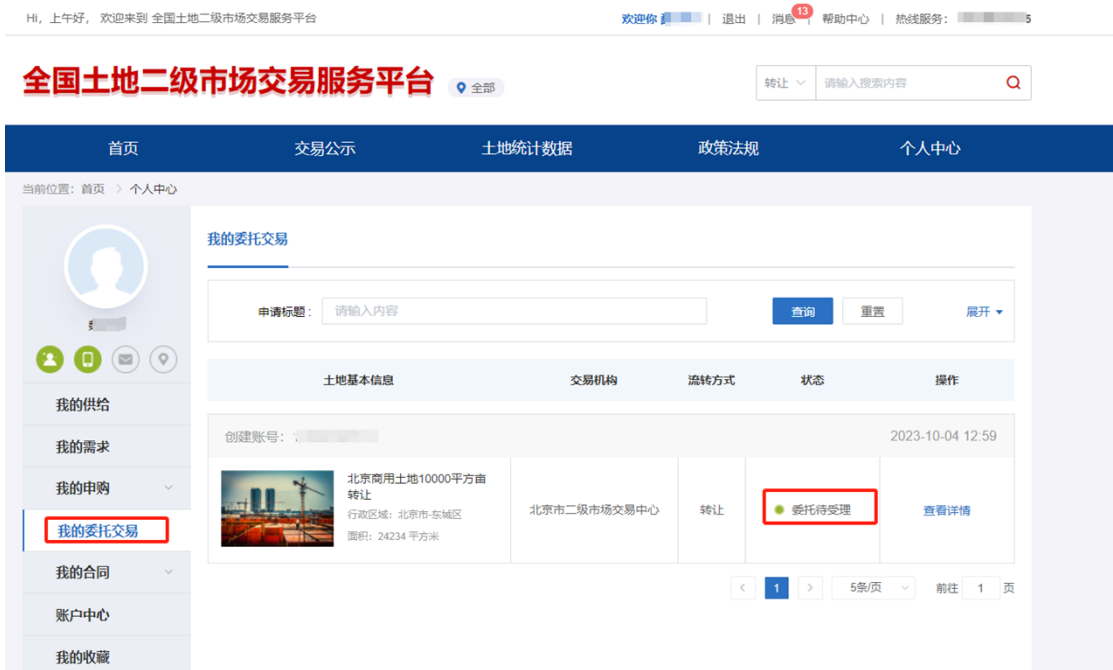 Hi, 上午好, 欢迎来到 全国土地二级市场交易服务平台
欢迎你 | 退出 | 消息 13 | 帮助中心 | 热线服务: 5
全国土地二级市场交易服务平台 全部
转让 请输入搜索内容
首页 交易公示 土地统计数据 政策法规 个人中心
当前位置: 首页 > 个人中心
我的委托交易
申请标题: 请输入内容 查询 重置 展开
土地基本信息 交易机构 流转方式 状态 操作
创建账号: 2023-10-04 12:59
北京商用土地10000平方亩
转让
行政区域: 北京市-东城区
面积: 24234 平方米
北京市二级市场交易中心 转让 委托待受理 查看详情
< 1 > 5条/页 前往 1 页
我的供给
我的需求
我的申购
我的委托交易
我的合同
账户中心
我的收藏